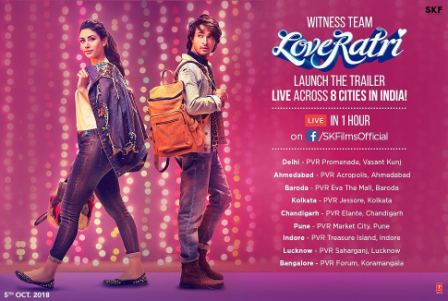 SKF
WITNESS TEAM
LoveRatri
LAUNCH THE TRAILER
LIVE ACROSS 8 CITIES IN INDIA!
LIVE IN 1 HOUR
on f/SKFilmsOfficial
Delhi - PVR Promenade, Vasant Kunj
Ahmedabad - PVR Acropolis, Ahmedabad
Baroda - PVR Eva The Mall, Baroda
Kolkata - PVR Jessore, Kolkata
Chandigarh - PVR Elante, Chandigarh
Pune - PVR Market City, Pune
Indore - PVR Treasure Island, Indore
Lucknow - PVR Saharganj, Lucknow
Bangalore - PVR Forum, Koramangala
5TH OCT. 2018